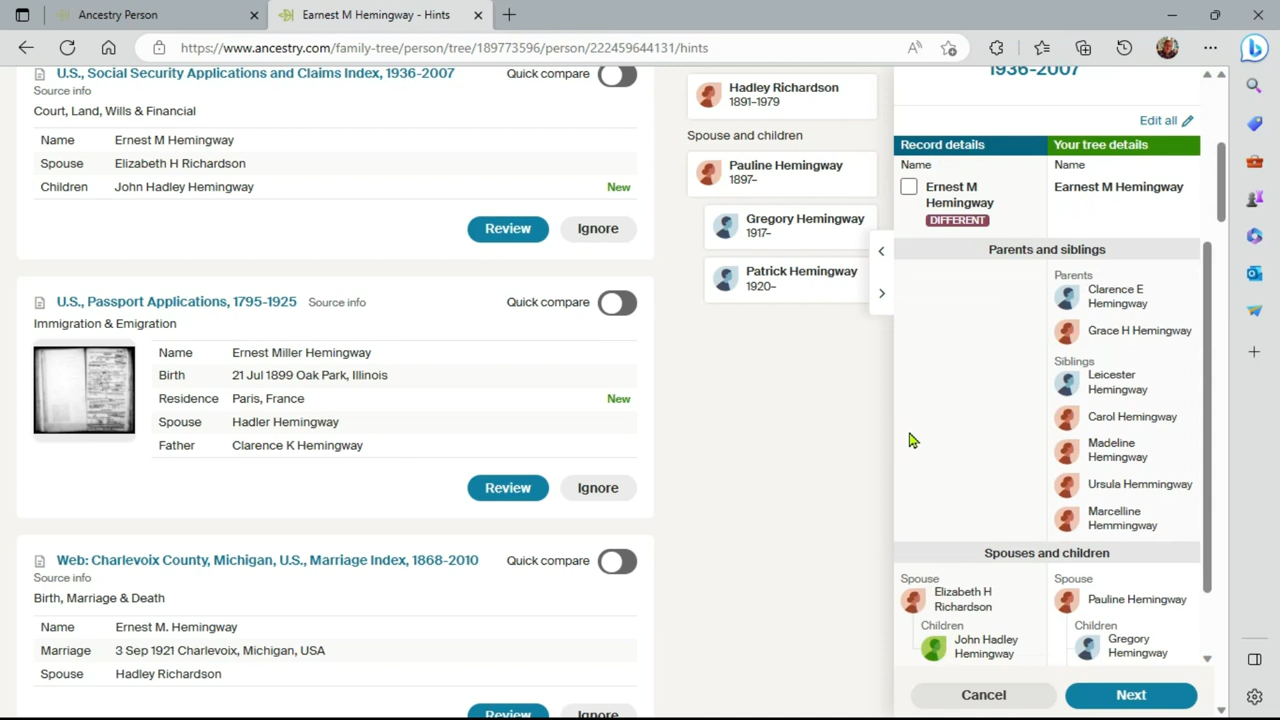 Ancestry Person
Earnest M Hemingway - Hints
https://www.ancestry.com/family-tree/person/tree/189773596/person/222459644131/hints
U.S., Social Security Applications and Claims Index, 1936-2007
Quick compare
Source info
Court, Land, Wills & Financial
Name Ernest M Hemingway
Spouse Elizabeth H Richardson
Children John Hadley Hemingway New
Review Ignore
U.S., Passport Applications, 1795-1925 Source info Quick compare
Immigration & Emigration
Name Ernest Miller Hemingway
Birth 21 Jul 1899 Oak Park, Illinois
Residence Paris, France New
Spouse Hadler Hemingway
Father Clarence K Hemingway
Review Ignore
Web: Charlevoix County, Michigan, U.S., Marriage Index, 1868-2010 Quick compare
Source info
Birth, Marriage & Death
Name Ernest M. Hemingway
Marriage 3 Sep 1921 Charlevoix, Michigan, USA
Spouse Hadley Richardson
Review Ignore
Hadley Richardson
1891-1979
Spouse and children
Pauline Hemingway
1897-
Gregory Hemingway
1917-
Patrick Hemingway
1920-
1936-2007
Edit all
Record details Your tree details
Name Name
Ernest M
Hemingway
DIFFERENT
Earnest M Hemingway
Parents and siblings
Parents
Clarence E
Hemingway
Grace H Hemingway
Siblings
Leicester
Hemingway
Carol Hemingway
Madeline
Hemingway
Ursula Hemmingway
Marcelline
Hemmingway
Spouses and children
Spouse
Elizabeth H
Richardson
Children
John Hadley
Hemingway
Spouse
Pauline Hemingway
Children
Gregory
Hemingway
Cancel Next